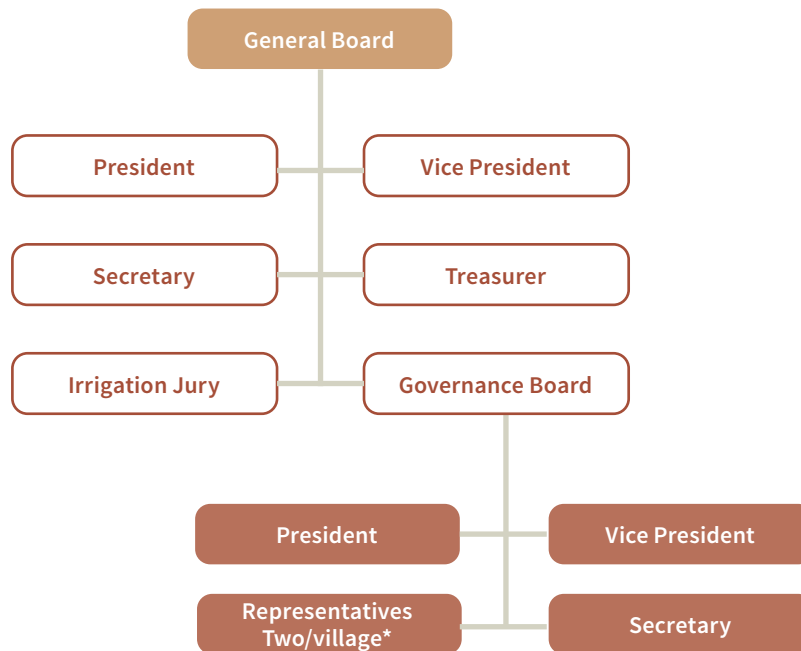 General Board
President
Vice President
Secretary
Treasurer
Irrigation Jury
Governance Board
President
Vice President
Representatives
Two/village*
Secretary